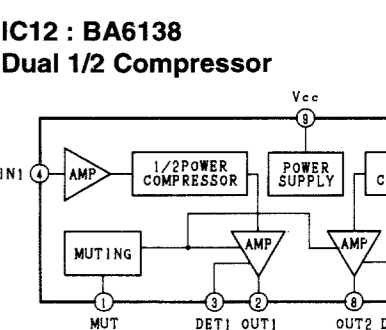 IC12 : BA6138
Dual 1/2 Compressor
Vcc
9
IN1 4 AMP 1/2POWER COMPRESSOR POWER SUPPLY C
MUTING AMP AMP
1 3 2 8
MUT DET1 OUT1 OUT2 D